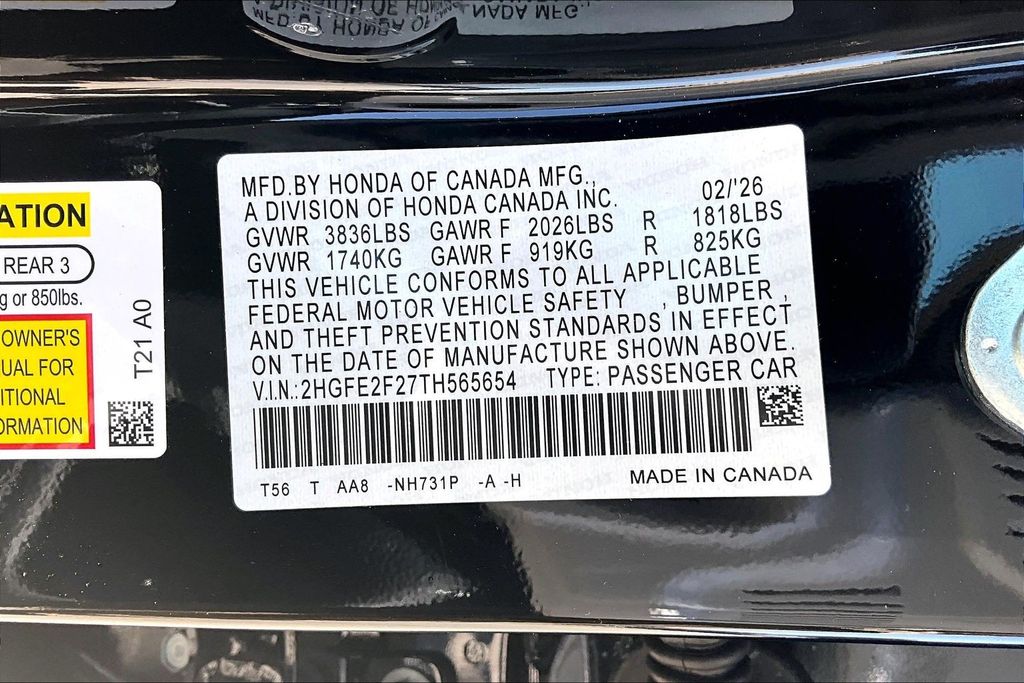 MFD.BY HONDA OF CANADA MFG.,
A DIVISION OF HONDA CANADA INC. 02/'26
GVWR 3836LBS GAWR F 2026LBS R 1818LBS
GVWR 1740KG GAWR F 919KG R 825KG
THIS VEHICLE CONFORMS TO ALL APPLICABLE
FEDERAL MOTOR VEHICLE SAFETY , BUMPER ,
AND THEFT PREVENTION STANDARDS IN EFFECT
ON THE DATE OF MANUFACTURE SHOWN ABOVE.
V.I.N.:2HGFE2F27TH565654 TYPE: PASSENGER CAR
T56 T AA8 -NH731P -A -H MADE IN CANADA
ATION
REAR 3
g or 850lbs.
OWNER'S
UAL FOR
ITIONAL
ORMATION
T21 A0